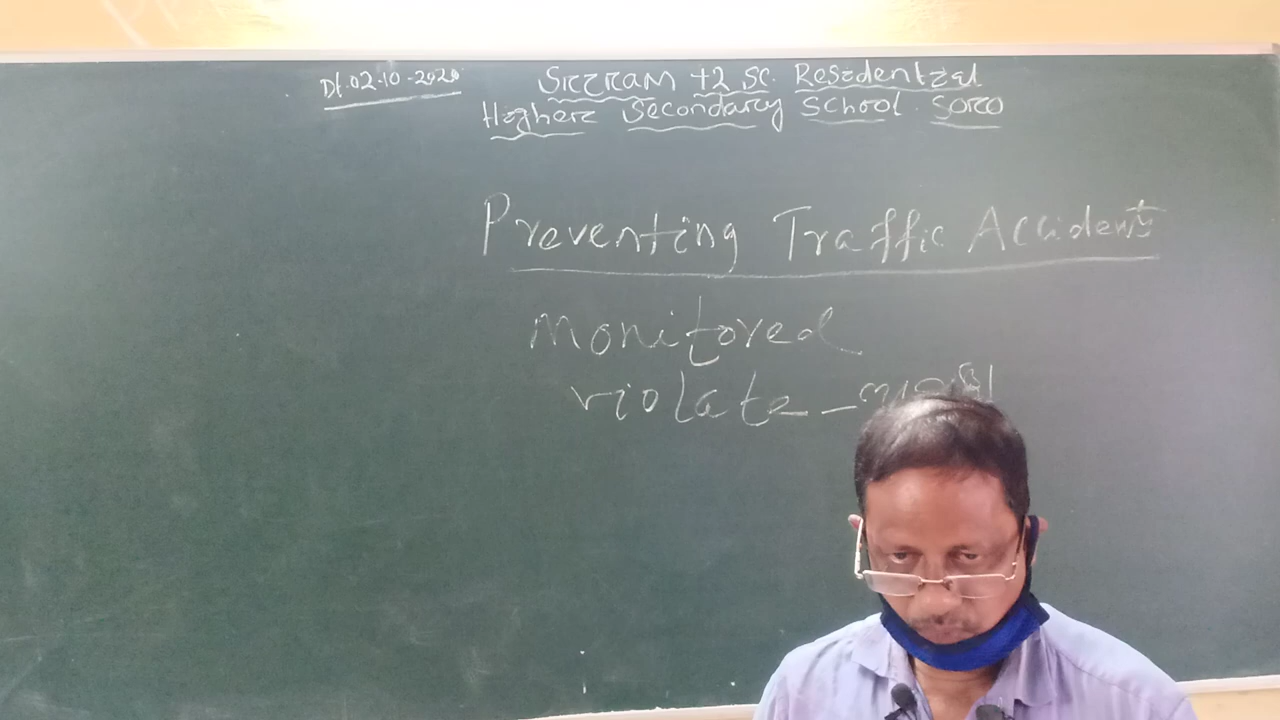 Dt.02.10.2020
SRIRAM +2 SC. Residential
Higher Secondary School. SORO
Preventing Traffic Accidents
Monitored
violate -